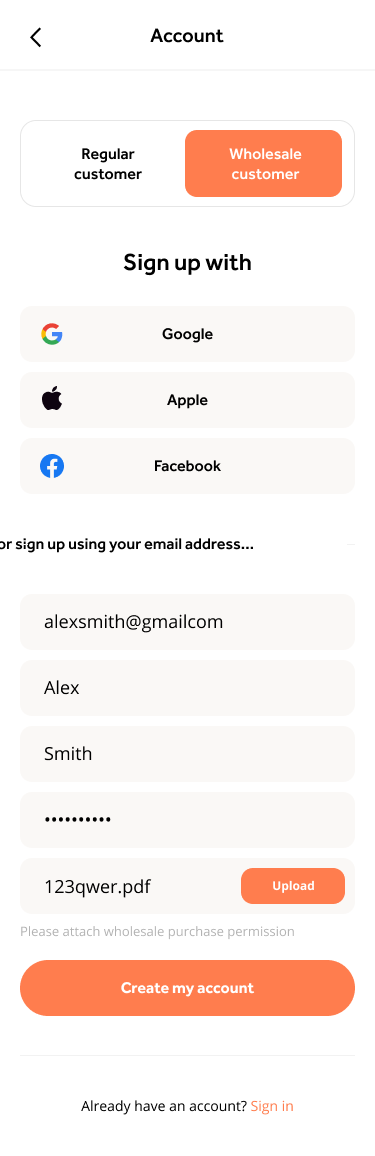 Account
Regular
customer
Wholesale
customer
Sign up with
Google
Apple
Facebook
or sign up using your email address...
alexsmith@gmailcom
Alex
Smith
••••••••••
123qwer.pdf
Upload
Please attach wholesale purchase permission
Create my account
Already have an account? Sign in